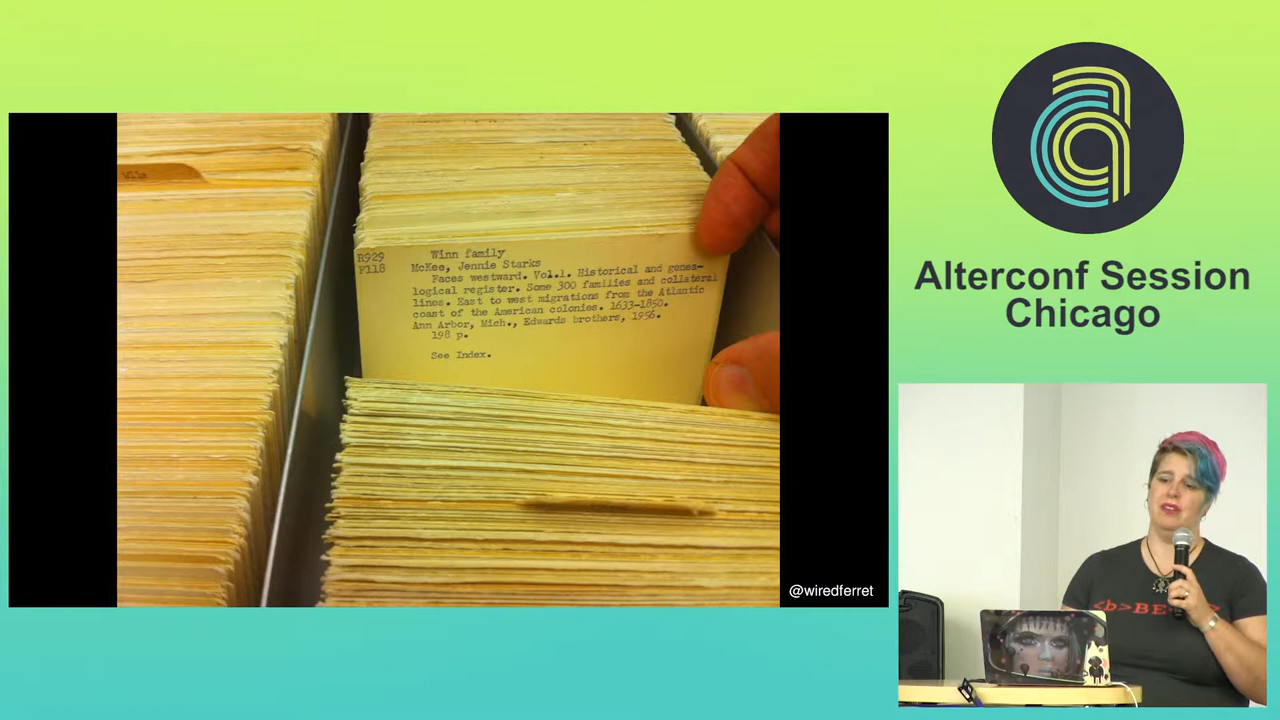 Alterconf Session
Chicago
R929
F118
Winn family
McKee, Jennie Starks
Faces westward. Vol.1. Historical and genea-
logical register. Some 300 families and collateral
lines. East to west migrations from the Atlantic
coast of the American colonies. 1633-1850.
Ann Arbor, Mich., Edwards brothers, 1956.
198 p.
See Index.
@wiredferret
<b>BE